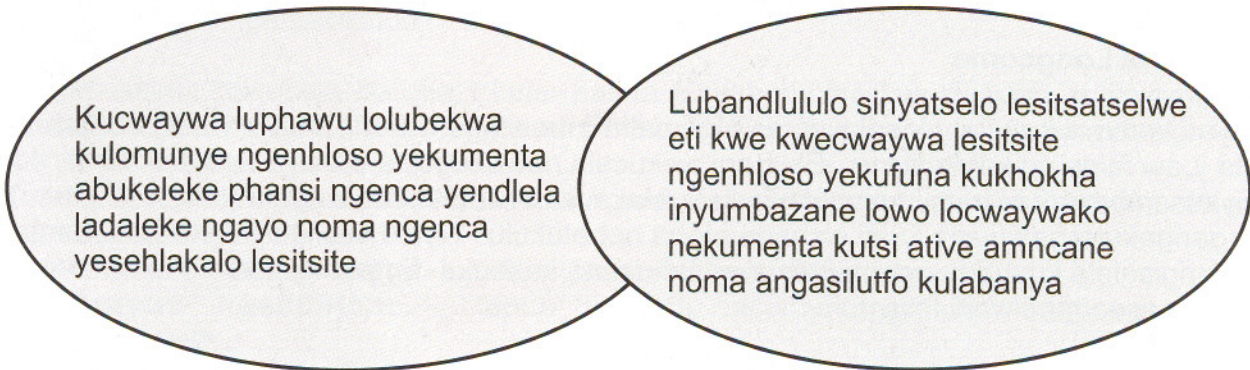 Kucwaywa luphawu lolubekwa
kulomunye ngenhloso yekumenta
abukeleke phansi ngenca yendlela
ladaleke ngayo noma ngenca
yesehlakalo lesitsite
Lubandlululo sinyatselo lesitsatselwe
eti kwe kwecwaywa lesitsite
ngenhloso yekufuna kukhokha
inyumbazane lowo locwaywako
nekumenta kutsi ative amncane
noma angasilutfo kulabanya